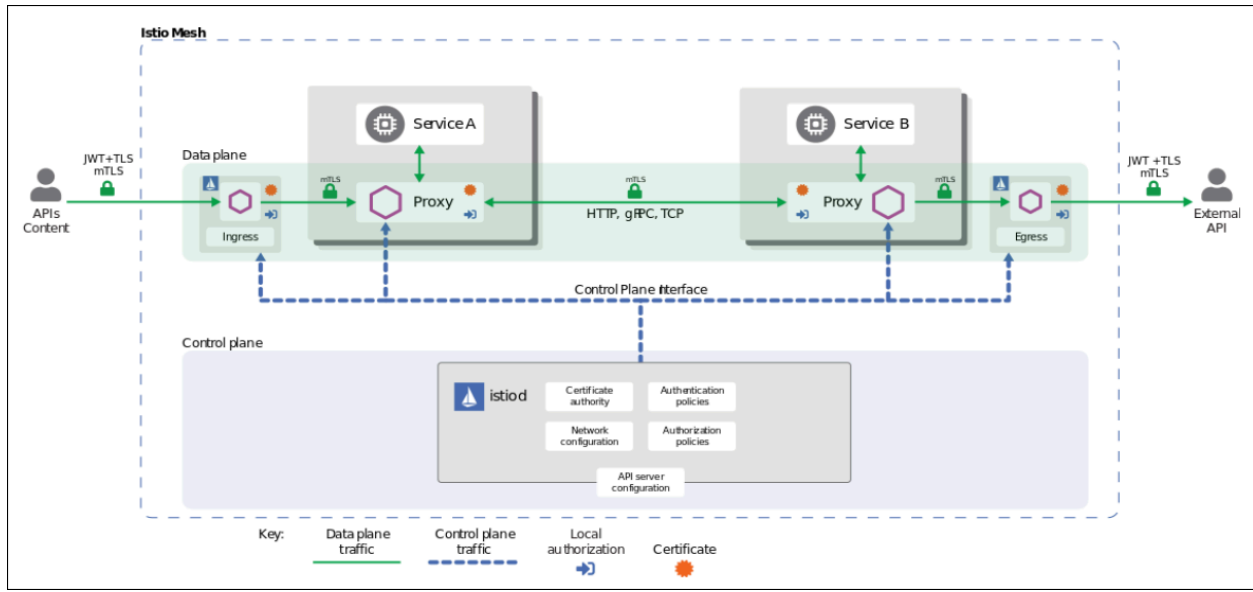 Istio Mesh
Service A
Service B
Data plane
JWT+TLS
mTLS
APIs
Content
mTLS
Proxy
Ingress
mTLS
HTTP, gRPC, TCP
Proxy
mTLS
Egress
JWT +TLS
mTLS
External
API
Control Plane Interface
Control plane
istiod
Certificate
authority
Authentication
policies
Network
configuration
Authorization
policies
API server
configuration
Key:
Data plane
traffic
Control plane
traffic
Local
authorization
Certificate